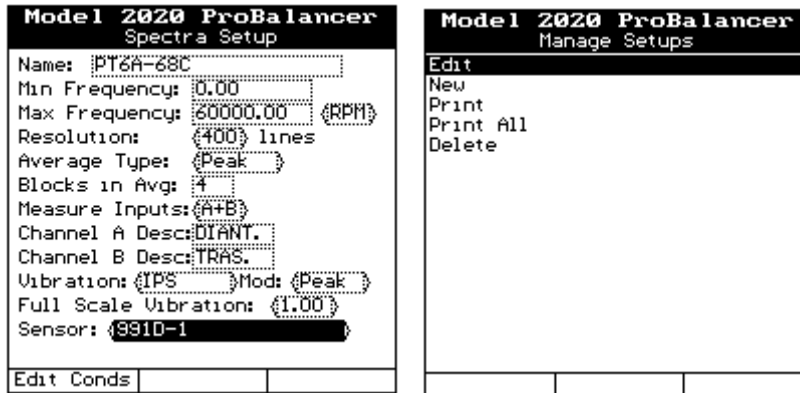 Model 2020 ProBalancer
Spectra Setup
Name: PT6A-68C
Min Frequency: 0.00
Max Frequency: 60000.00 (RPM)
Resolution: (400) lines
Average Type: (Peak )
Blocks in Avg: 4
Measure Inputs:(A+B)
Channel A Desc:DIANT.
Channel B Desc:TRAS.
Vibration:(IPS )Mod:(Peak )
Full Scale Vibration: (1.00)
Sensor:(991D-1 )
Edit Conds
Model 2020 ProBalancer
Manage Setups
Edit
New
Print
Print All
Delete